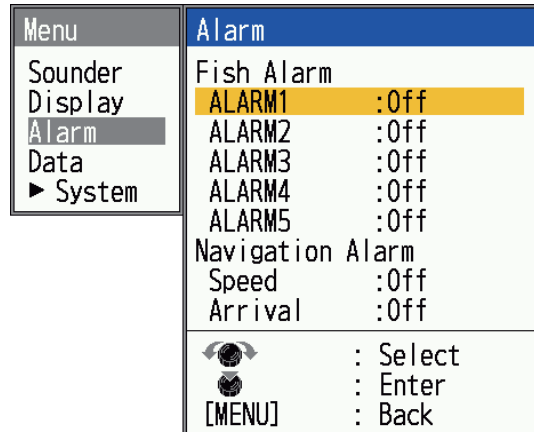 Menu
Sounder
Display
Alarm
Data
► System
Alarm
Fish Alarm
ALARM1 :Off
ALARM2 :Off
ALARM3 :Off
ALARM4 :Off
ALARM5 :Off
Navigation Alarm
Speed :Off
Arrival :Off
: Select
: Enter
[MENU] : Back